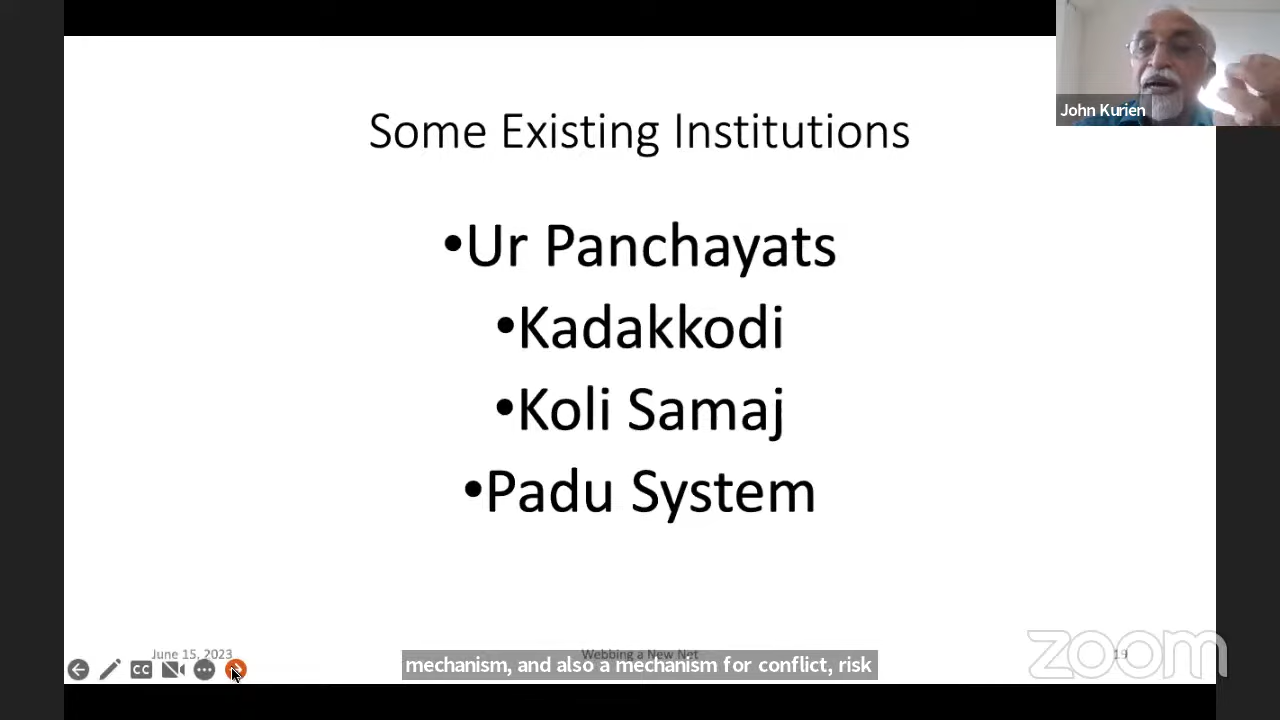 John Kurien
Some Existing Institutions
•Ur Panchayats
•Kadakkodi
•Koli Samaj
•Padu System
June 15, 2023
Webbing a New Net
19
CC
mechanism, and also a mechanism for conflict, risk
zoom